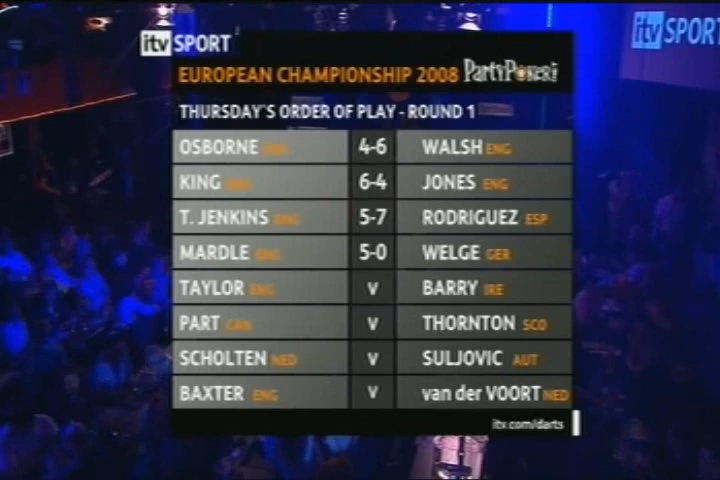 itv SPORT
itv SPORT
EUROPEAN CHAMPIONSHIP 2008 PartyPoker
THURSDAY'S ORDER OF PLAY - ROUND 1
OSBORNE ENG 4-6 WALSH ENG
KING ENG 6-4 JONES ENG
T. JENKINS ENG 5-7 RODRIGUEZ ESP
MARDLE ENG 5-0 WELGE GER
TAYLOR ENG v BARRY IRE
PART CAN v THORNTON SCO
SCHOLTEN NED v SULJOVIC AUT
BAXTER ENG v van der VOORT NED
itv.com/darts